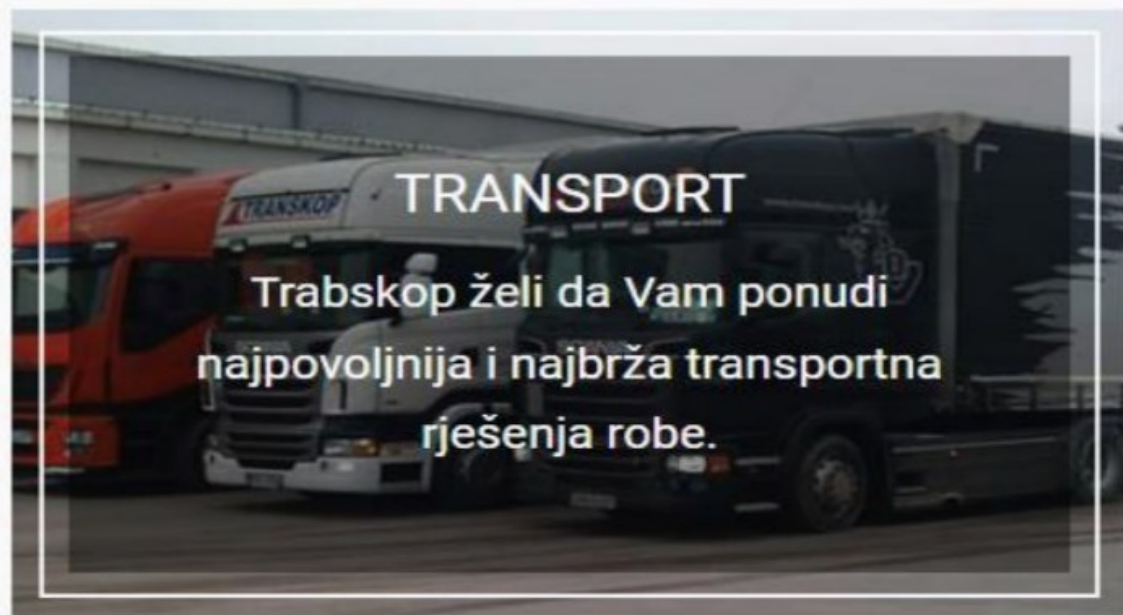 TRANSKOP
TRANSPORT
Trabskop želi da Vam ponudi
najpovoljnija i najbrža transportna
rješenja robe.